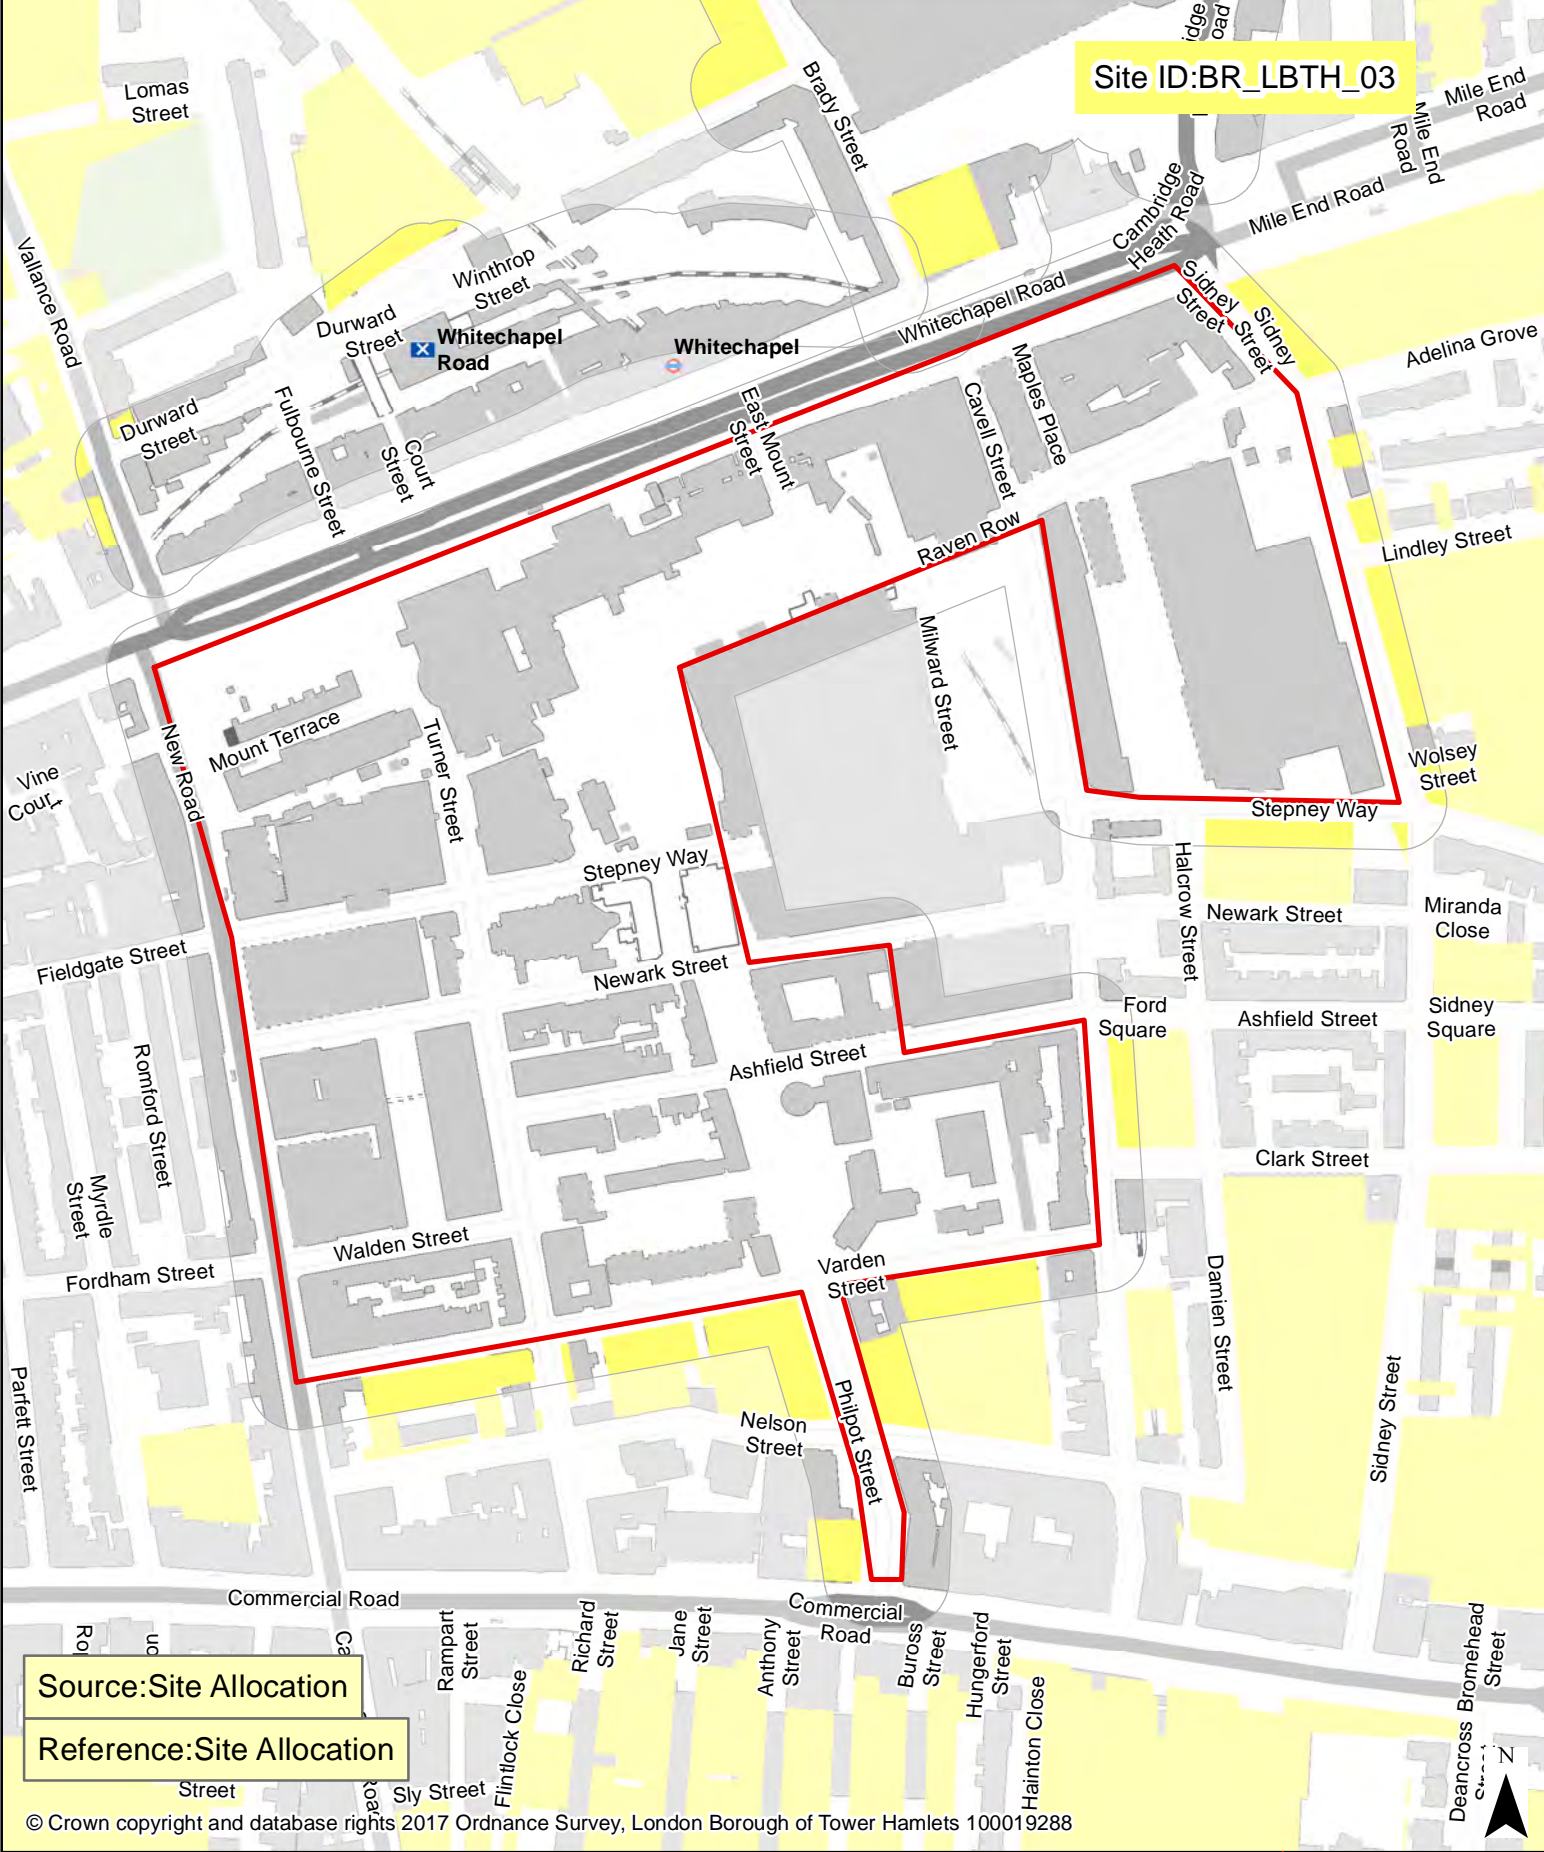 Site ID:BR_LBTH_03
Lomas
Street
Brady Street
Mile End
Road
Mile End
Road
Cambridge
Heath Road
Mile End Road
Vallance Road
Winthrop
Street
Durward
Street
Whitechapel
Road
Whitechapel
Whitechapel Road
Sidney
Street
Sidney Street
Sidney
Adelina Grove
Maples Place
Cavell Street
East Mount
Street
Durward
Street
Fulbourne Street
Court
Street
Raven Row
Lindley Street
Milward Street
Mount Terrace
New Road
Turner Street
Vine
Court
Wolsey
Street
Stepney Way
Stepney Way
Halcrow Street
Newark Street
Miranda
Close
Fieldgate Street
Newark Street
Ford
Square
Ashfield Street
Sidney
Square
Ashfield Street
Romford Street
Myrdle
Street
Clark Street
Walden Street
Fordham Street
Varden
Street
Damien Street
Parfett Street
Philpot Street
Nelson
Street
Sidney Street
Commercial Road
Commercial
Road
Rampart
Street
Richard
Street
Jane
Street
Anthony
Street
Buross
Street
Hungerford
Street
Hainton Close
Flintlock Close
Bromehead
Street
Deancross
Source:Site Allocation
Reference:Site Allocation
Street
Sly Street
N
© Crown copyright and database rights 2017 Ordnance Survey, London Borough of Tower Hamlets 100019288